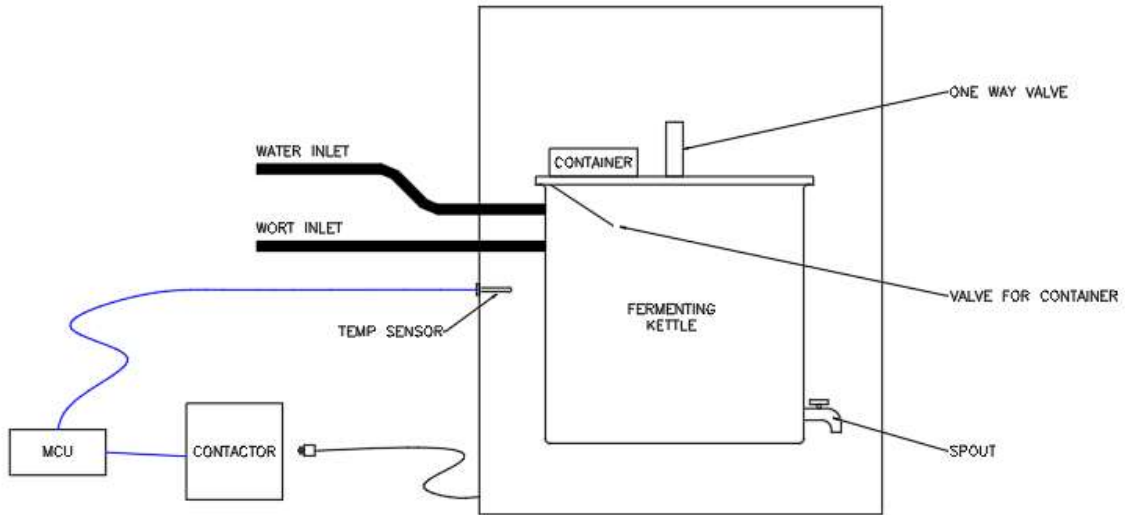 ONE WAY VALVE
WATER INLET
CONTAINER
WORT INLET
VALVE FOR CONTAINER
FERMENTING
KETTLE
TEMP SENSOR
MCU
CONTACTOR
SPOUT